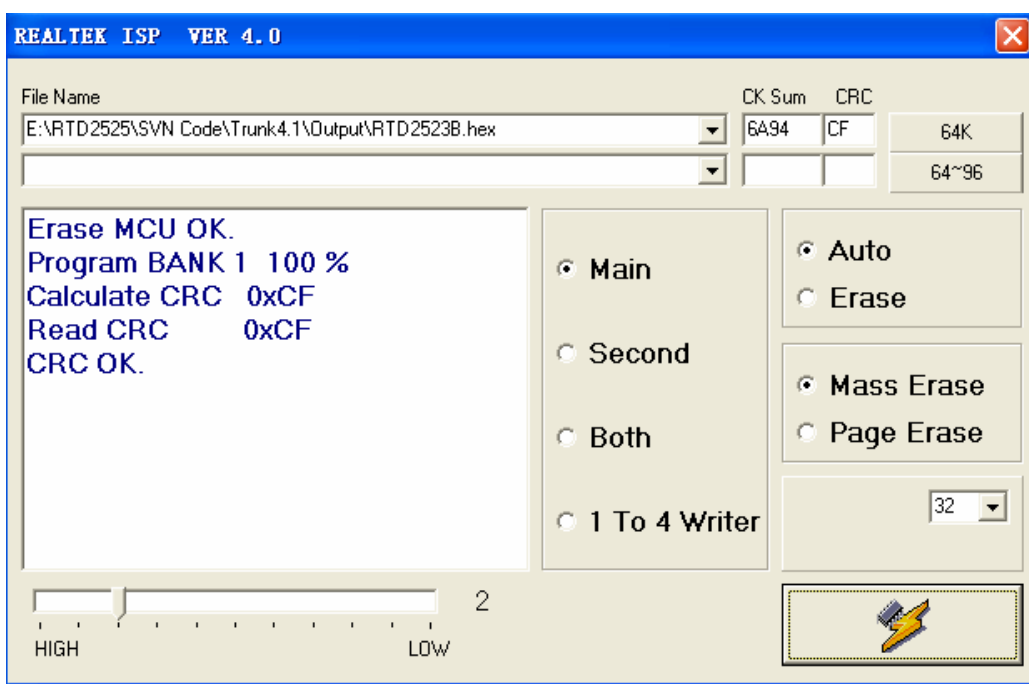 REALTEK ISP VER 4.0
File Name CK Sum CRC
E:\RTD2525\SVN Code\Trunk4.1\Output\RTD2523B.hex 6A94 CF 64K
64~96
Erase MCU OK.
Program BANK 1 100 %
Calculate CRC 0xCF
Read CRC 0xCF
CRC OK.
Main
Second
Both
1 To 4 Writer
Auto
Erase
Mass Erase
Page Erase
32
2
HIGH LOW